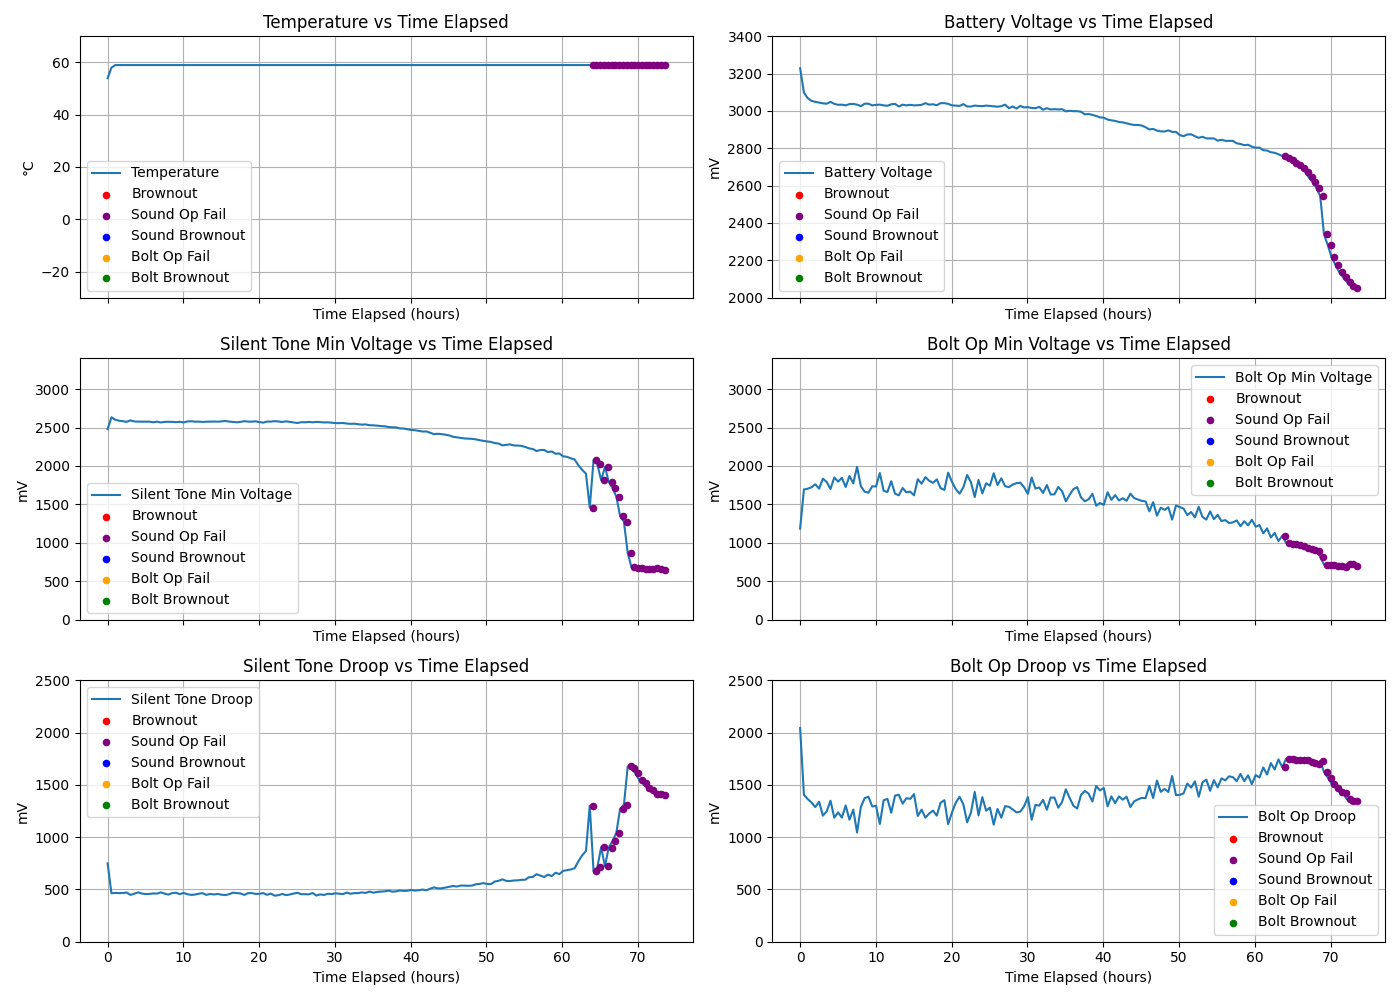 Temperature vs Time Elapsed
60
40
20
0
−20
°C
Temperature
Brownout
Sound Op Fail
Sound Brownout
Bolt Op Fail
Bolt Brownout
Time Elapsed (hours)
Battery Voltage vs Time Elapsed
3400
3200
3000
2800
2600
2400
2200
2000
mV
Battery Voltage
Brownout
Sound Op Fail
Sound Brownout
Bolt Op Fail
Bolt Brownout
Time Elapsed (hours)
Silent Tone Min Voltage vs Time Elapsed
3000
2500
2000
1500
1000
500
0
mV
Silent Tone Min Voltage
Brownout
Sound Op Fail
Sound Brownout
Bolt Op Fail
Bolt Brownout
Time Elapsed (hours)
Bolt Op Min Voltage vs Time Elapsed
3000
2500
2000
1500
1000
500
0
mV
Bolt Op Min Voltage
Brownout
Sound Op Fail
Sound Brownout
Bolt Op Fail
Bolt Brownout
Time Elapsed (hours)
Silent Tone Droop vs Time Elapsed
2500
2000
1500
1000
500
0
mV
Silent Tone Droop
Brownout
Sound Op Fail
Sound Brownout
Bolt Op Fail
Bolt Brownout
0 10 20 30 40 50 60 70
Time Elapsed (hours)
Bolt Op Droop vs Time Elapsed
2500
2000
1500
1000
500
0
mV
Bolt Op Droop
Brownout
Sound Op Fail
Sound Brownout
Bolt Op Fail
Bolt Brownout
0 10 20 30 40 50 60 70
Time Elapsed (hours)